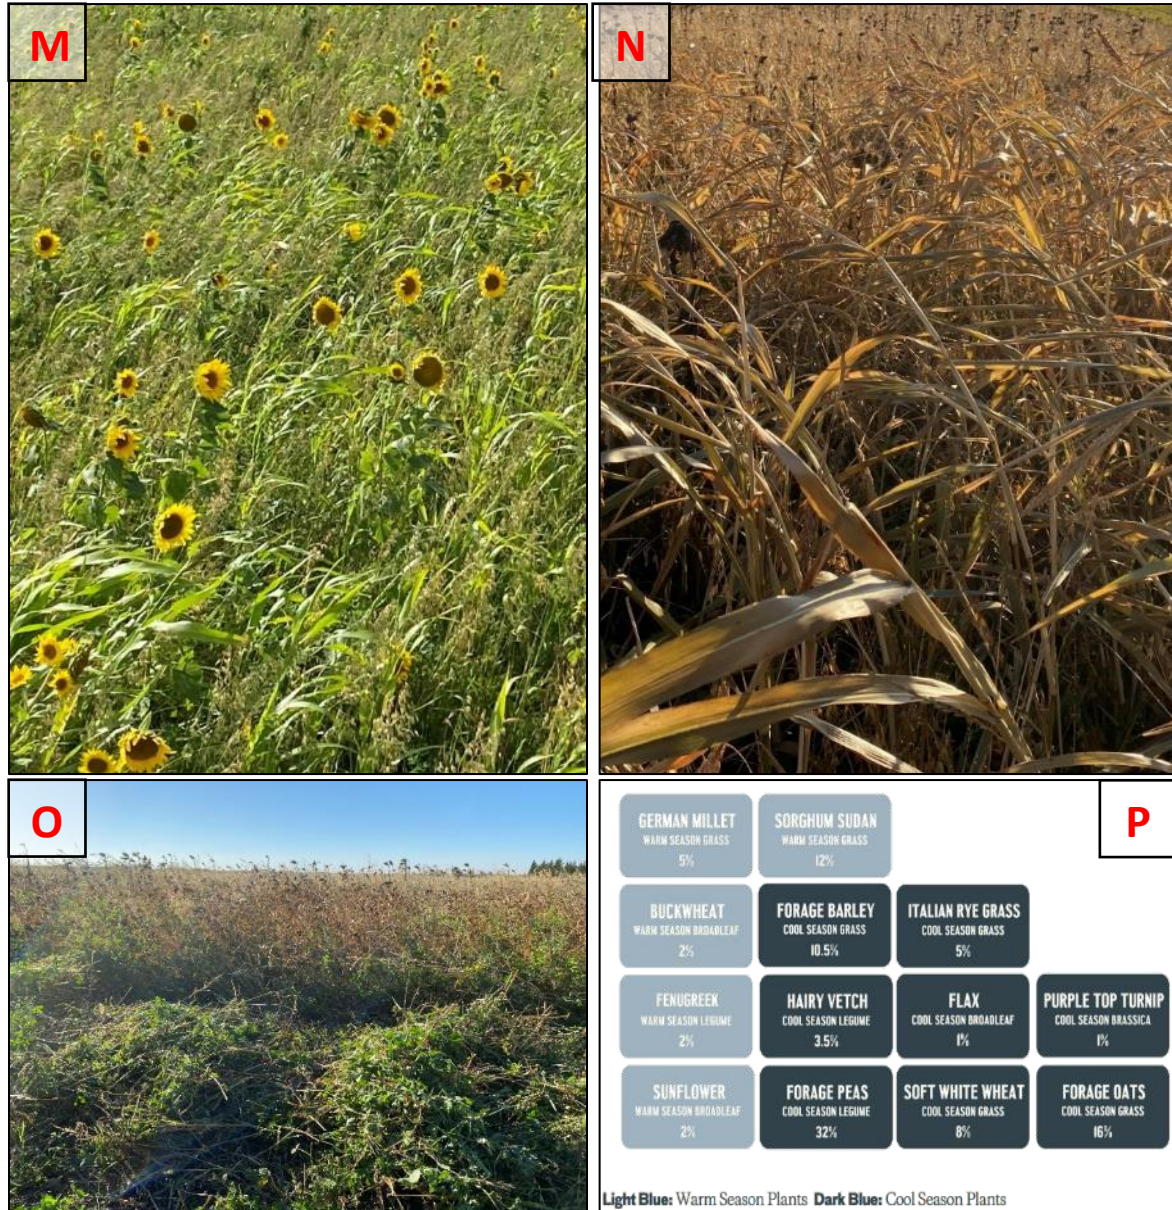 M
N
O
P
GERMAN MILLET
WARM SEASON GRASS
5%
SORGHUM SUDAN
WARM SEASON GRASS
12%
BUCKWHEAT
WARM SEASON BROADLEAF
2%
FORAGE BARLEY
COOL SEASON GRASS
10.5%
ITALIAN RYE GRASS
COOL SEASON GRASS
5%
FENUGREEK
WARM SEASON LEGUME
2%
HAIRY VETCH
COOL SEASON LEGUME
3.5%
FLAX
COOL SEASON BROADLEAF
1%
PURPLE TOP TURNIP
COOL SEASON BRASSICA
1%
SUNFLOWER
WARM SEASON BROADLEAF
2%
FORAGE PEAS
COOL SEASON LEGUME
32%
SOFT WHITE WHEAT
COOL SEASON GRASS
8%
FORAGE OATS
COOL SEASON GRASS
16%
Light Blue: Warm Season Plants Dark Blue: Cool Season Plants